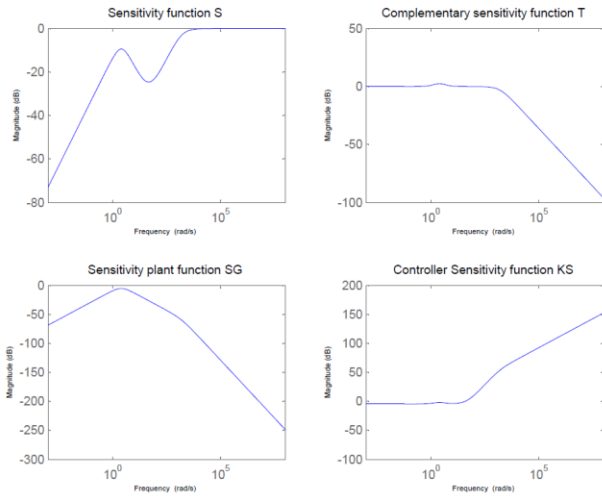 Sensitivity function S
0
-20
-40
-60
-80
Magnitude (dB)
10^0
10^5
Frequency (rad/s)
Complementary sensitivity function T
50
0
-50
-100
Magnitude (dB)
10^0
10^5
Frequency (rad/s)
Sensitivity plant function SG
0
-50
-100
-150
-200
-250
-300
Magnitude (dB)
10^0
10^5
Frequency (rad/s)
Controller Sensitivity function KS
200
150
100
50
0
-50
-100
Magnitude (dB)
10^0
10^5
Frequency (rad/s)